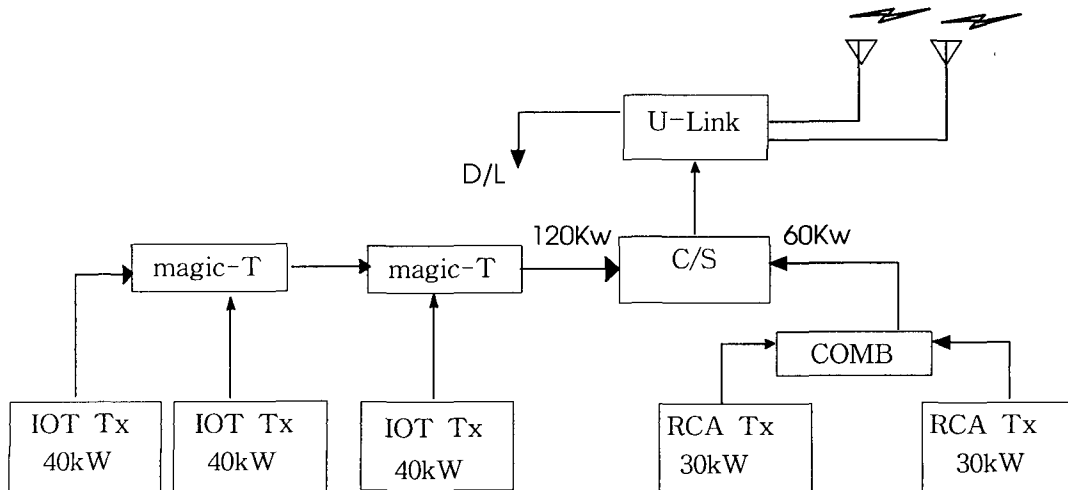 U-Link
D/L
120Kw
C/S
60Kw
magic-T
magic-T
COMB
IOT Tx
40kW
IOT Tx
40kW
IOT Tx
40kW
RCA Tx
30kW
RCA Tx
30kW